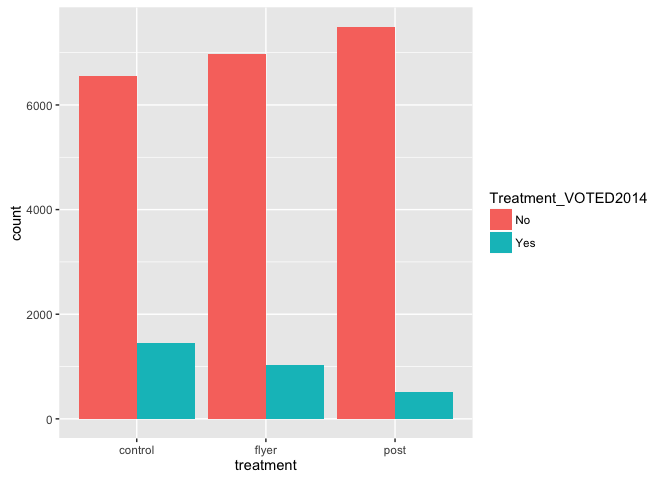 6000
4000
2000
0
count
control flyer post
treatment
Treatment_VOTED2014
No
Yes